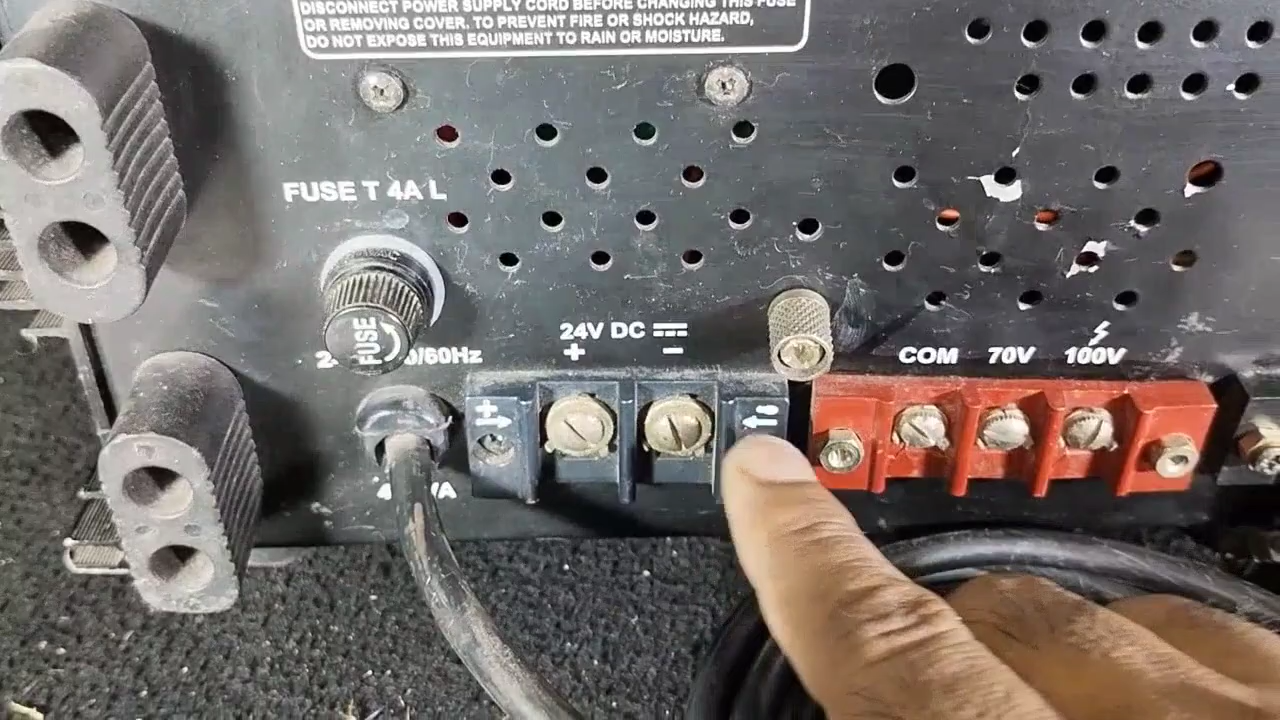 DISCONNECT POWER SUPPLY CORD BEFORE CHANGING THIS FUSE
OR REMOVING COVER. TO PREVENT FIRE OR SHOCK HAZARD,
DO NOT EXPOSE THIS EQUIPMENT TO RAIN OR MOISTURE.
FUSE T 4A L
FUSE
/60Hz
24V DC
+ −
COM 70V 100V
+
−